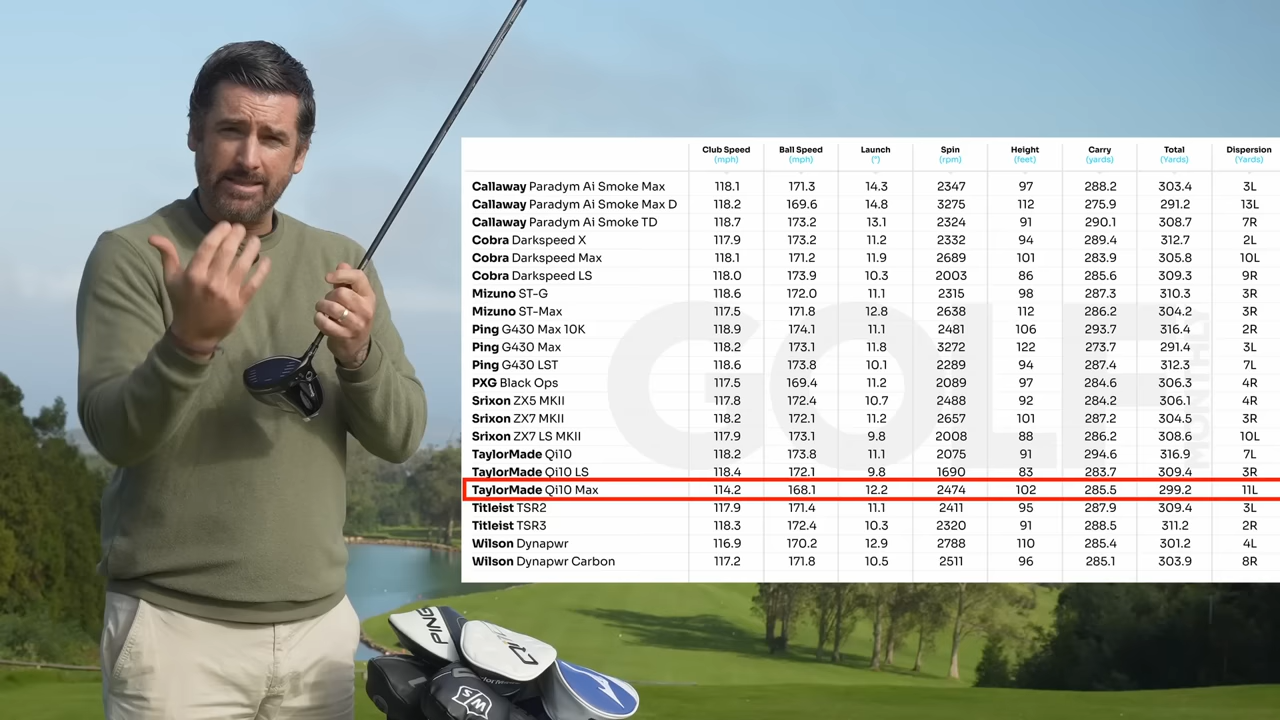 Club Speed Ball Speed Launch Spin Height Carry Total Dispersion
(mph) (mph) (°) (rpm) (feet) (yards) (Yards) (Yards)
Callaway Paradym Ai Smoke Max 118.1 171.3 14.3 2347 97 288.2 303.4 3L
Callaway Paradym Ai Smoke Max D 118.2 169.6 14.8 3275 112 275.9 291.2 13L
Callaway Paradym Ai Smoke TD 118.7 173.2 13.1 2324 91 290.1 308.7 7R
Cobra Darkspeed X 117.9 173.2 11.2 2332 94 289.4 312.7 2L
Cobra Darkspeed Max 118.1 171.2 11.9 2689 101 283.9 305.8 10L
Cobra Darkspeed LS 118.0 173.9 10.3 2003 86 285.6 309.3 9R
Mizuno ST-G 118.6 172.0 11.1 2315 98 287.3 310.3 3R
Mizuno ST-Max 117.5 171.8 12.8 2638 112 286.2 304.2 3R
Ping G430 Max 10K 118.9 174.1 11.1 2481 106 293.7 316.4 2R
Ping G430 Max 118.2 173.1 11.8 3272 122 273.7 291.4 3L
Ping G430 LST 118.6 173.8 10.1 2289 94 287.4 312.3 7L
PXG Black Ops 117.5 169.4 11.2 2089 97 284.6 306.3 4R
Srixon ZX5 MKII 117.8 172.4 10.7 2488 92 284.2 306.1 4R
Srixon ZX7 MKII 118.2 172.1 11.2 2657 101 287.2 304.5 3R
Srixon ZX7 LS MKII 117.9 173.1 9.8 2008 88 286.2 308.6 10L
TaylorMade Qi10 118.2 173.8 11.1 2075 91 294.6 316.9 7L
TaylorMade Qi10 LS 118.4 172.1 9.8 1690 83 283.7 309.4 3R
TaylorMade Qi10 Max 114.2 168.1 12.2 2474 102 285.5 299.2 11L
Titleist TSR2 117.9 171.4 11.1 2411 95 287.9 309.4 3L
Titleist TSR3 118.3 172.4 10.3 2320 91 288.5 311.2 2R
Wilson Dynapwr 116.9 170.2 12.9 2788 110 285.4 301.2 4L
Wilson Dynapwr Carbon 117.2 171.8 10.5 2511 96 285.1 303.9 8R
GOLF
MONTHLY
PING
W/S